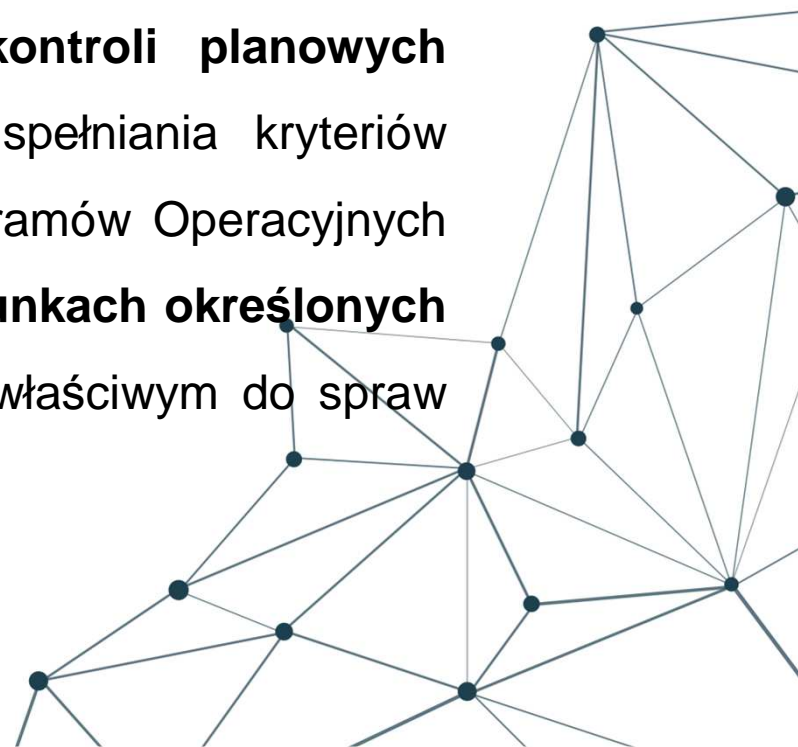 kontroli planowych
spełniania kryteriów
ramów Operacyjnych
unkach określonych
właściwym do spraw